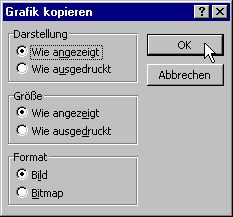 Grafik kopieren
Darstellung
Wie angezeigt
Wie ausgedruckt
OK
Abbrechen
Größe
Wie angezeigt
Wie ausgedruckt
Format
Bild
Bitmap